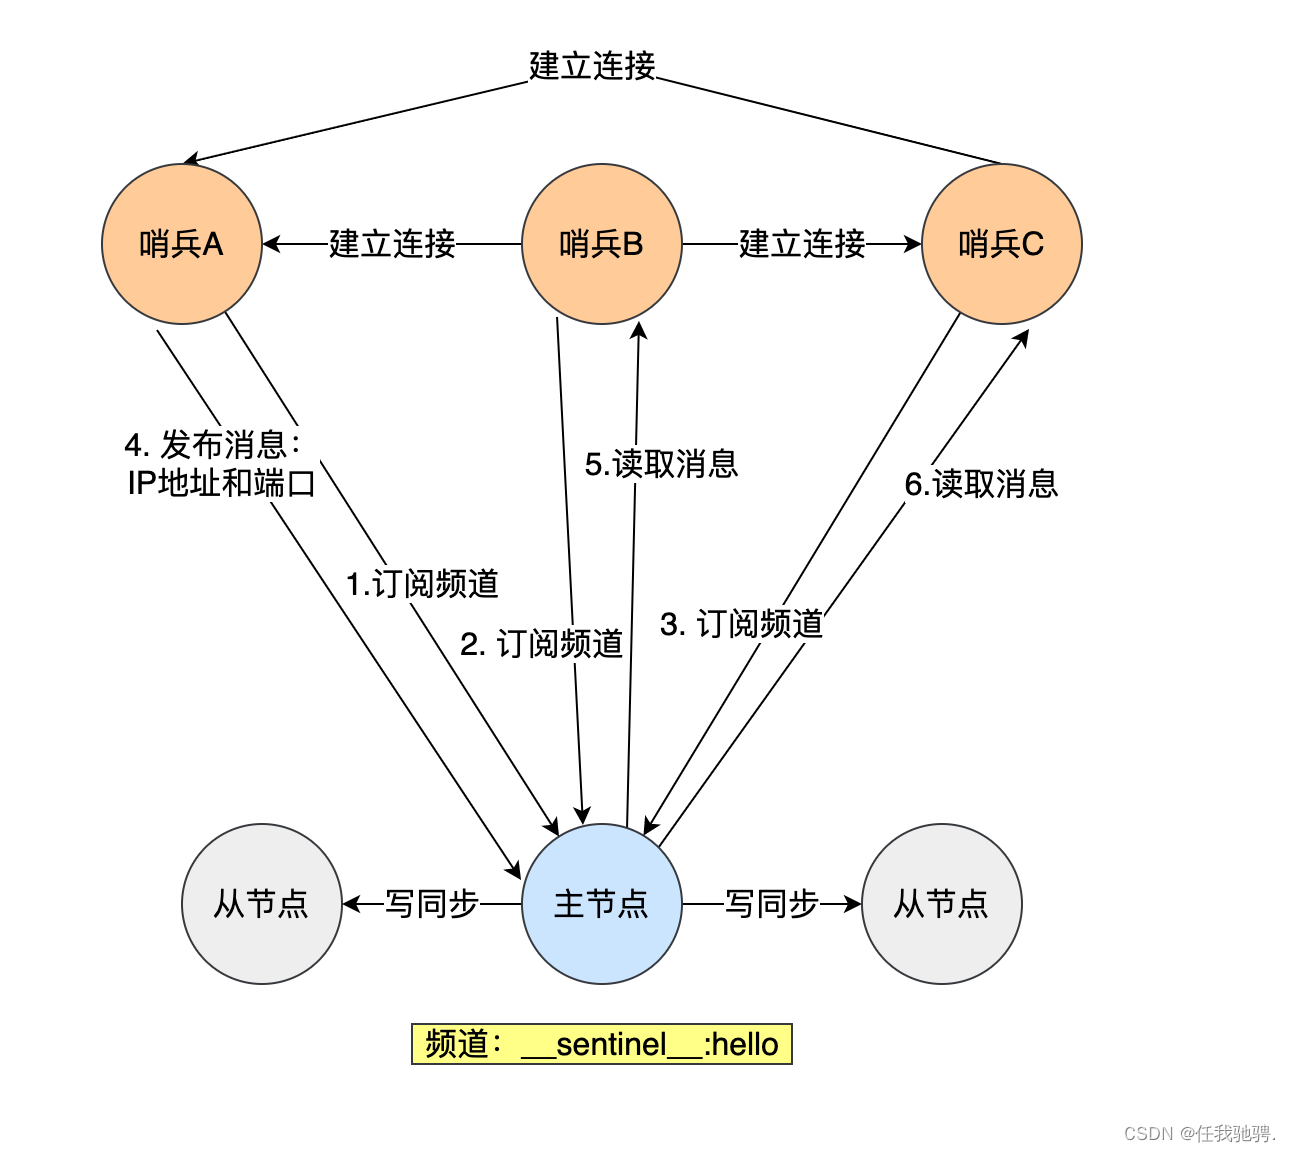 建立连接
哨兵A
建立连接
哨兵B
建立连接
哨兵C
4. 发布消息：
IP地址和端口
5.读取消息
6.读取消息
1.订阅频道
2. 订阅频道
3. 订阅频道
从节点
写同步
主节点
写同步
从节点
频道：__sentinel__:hello
CSDN @任我驰骋.